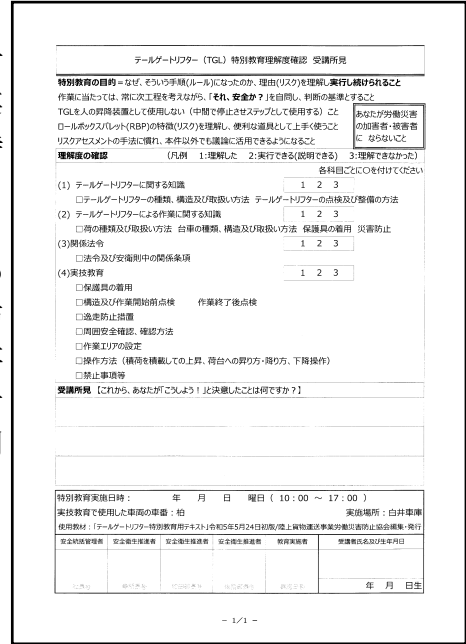 テールゲートリフター（TGL）特別教育理解度確認 受講所見
特別教育の目的＝なぜ、そういう手順(ルール)になったのか、理由(リスク)を理解し実行し続けられること
作業に当たっては、常に次工程を考えながら、「それ、安全か？」を自問し、判断の基準とすること
TGLを人の昇降装置として使用しない（中間で停止させステップとして使用する）こと
ロールボックスパレット(RBP)の特徴(リスク)を理解し、便利な道具として上手く使うこと
リスクアセスメントの手法に慣れ、本件以外でも議論に活用できるようになること
あなたが労働災害
の加害者・被害者
に ならないこと
理解度の確認 （凡例 1:理解した 2:実行できる(説明できる) 3:理解できなかった）
各科目ごとに○を付けてください
(1) テールゲートリフターに関する知識 1 2 3
□テールゲートリフターの種類、構造及び取扱い方法 テールゲートリフターの点検及び整備の方法
(2) テールゲートリフターによる作業に関する知識 1 2 3
□荷の種類及び取扱い方法 台車の種類、構造及び取扱い方法 保護具の着用 災害防止
(3)関係法令 1 2 3
□法令及び安衛則中の関係条項
(4)実技教育 1 2 3
□保護具の着用
□構造及び作業開始前点検 作業終了後点検
□逸走防止措置
□周囲安全確認、確認方法
□作業エリアの設定
□操作方法（積荷を積載しての上昇、荷台への昇り方・降り方、下降操作）
□禁止事項等
受講所見 【これから、あなたが「こうしよう！」と決意したことは何ですか？】
特別教育実施日時： 年 月 日 曜日（ 10：00 ～ 17：00 ）
実技教育で使用した車両の車番：柏 実施場所：白井車庫
使用教材：「テールゲートリフター特別教育用テキスト」令和5年5月24日初版/陸上貨物運送事業労働災害防止協会編集・発行
安全統括管理者 安全衛生推進者 安全衛生推進者 安全衛生推進者 教育実施者 受講者氏名及び生年月日
年 月 日生
－ 1/1 －